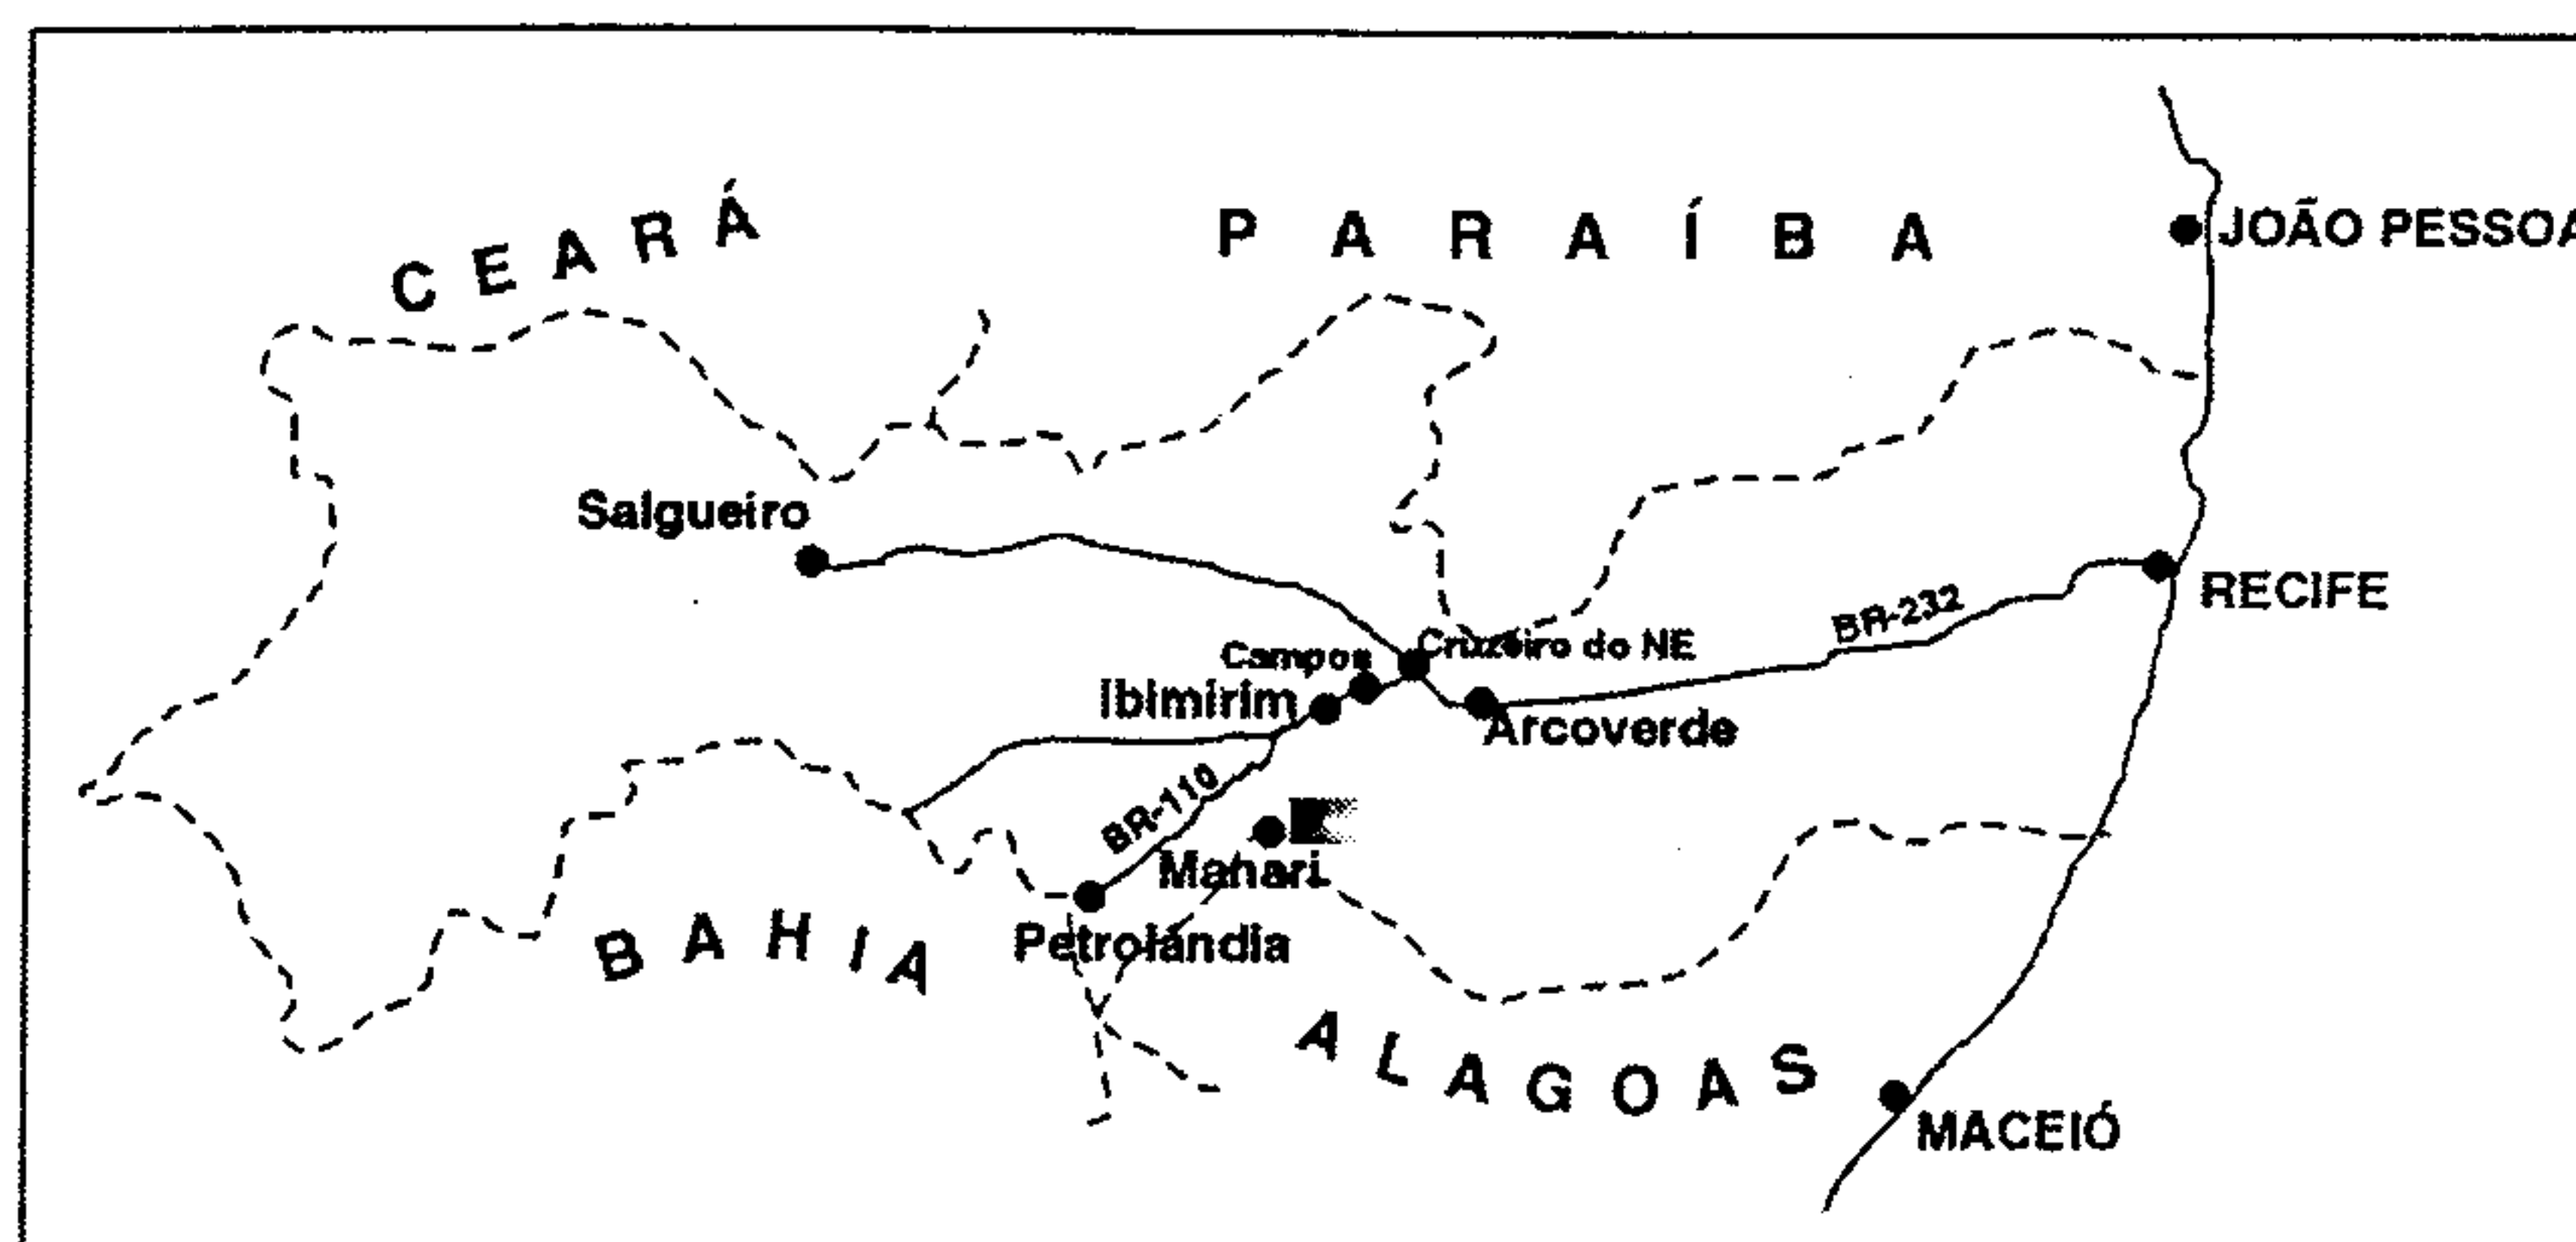 CEARÁ
PARAÍBA
JOÃO PESSOA
Salgueiro
RECIFE
BR-232
Cruzeiro do NE
Campos
Ibimirim
Arcoverde
BR-110
Manari
Petrolândia
BAHIA
ALAGOAS
MACEIÓ